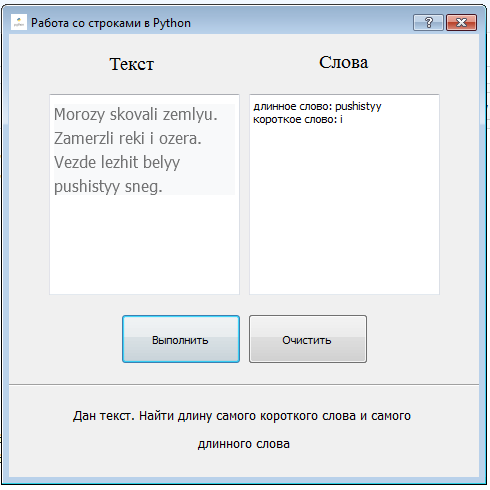 Работа со строками в Python
Текст
Слова
Morozy skovali zemlyu.
Zamerzli reki i ozera.
Vezde lezhit belyy
pushistyy sneg.
длинное слово: pushistyy
короткое слово: i
Выполнить
Очистить
Дан текст. Найти длину самого короткого слова и самого
длинного слова